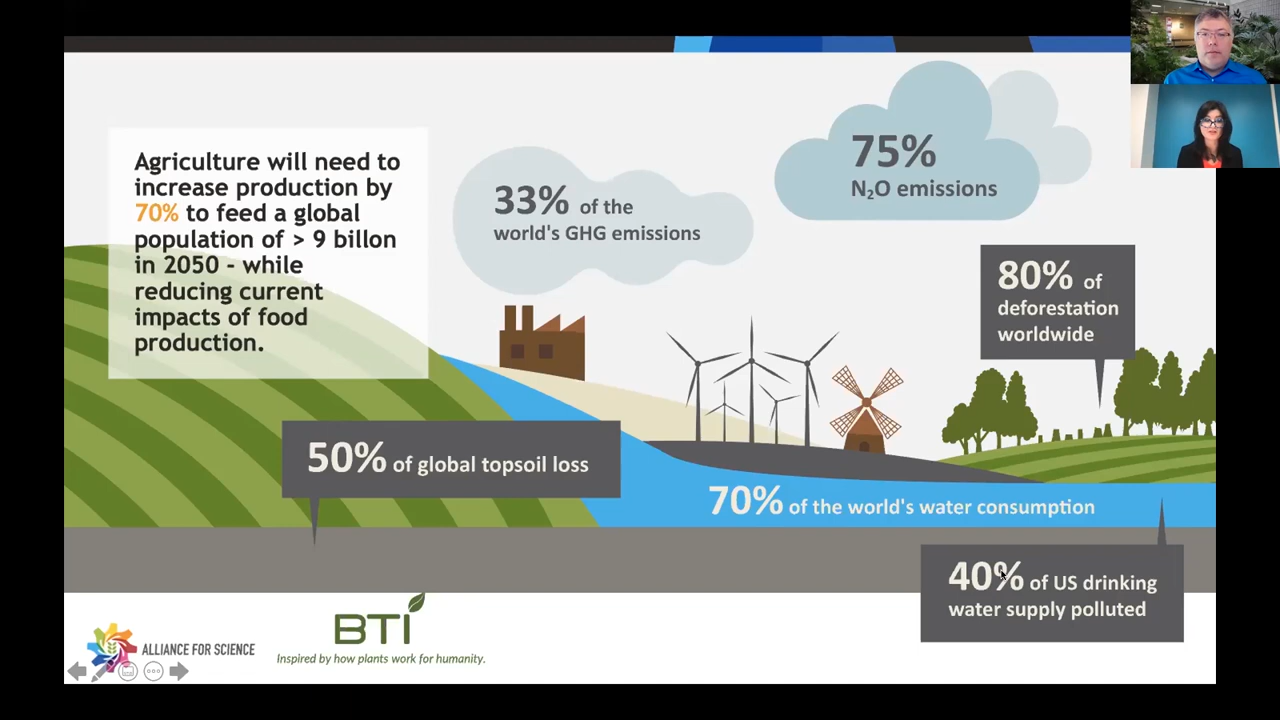 Agriculture will need to
increase production by
70% to feed a global
population of > 9 billon
in 2050 - while
reducing current
impacts of food
production.
33% of the
world's GHG emissions
75%
N₂O emissions
80% of
deforestation
worldwide
50% of global topsoil loss
70% of the world's water consumption
40% of US drinking
water supply polluted
ALLIANCE FOR SCIENCE
BTI
Inspired by how plants work for humanity.